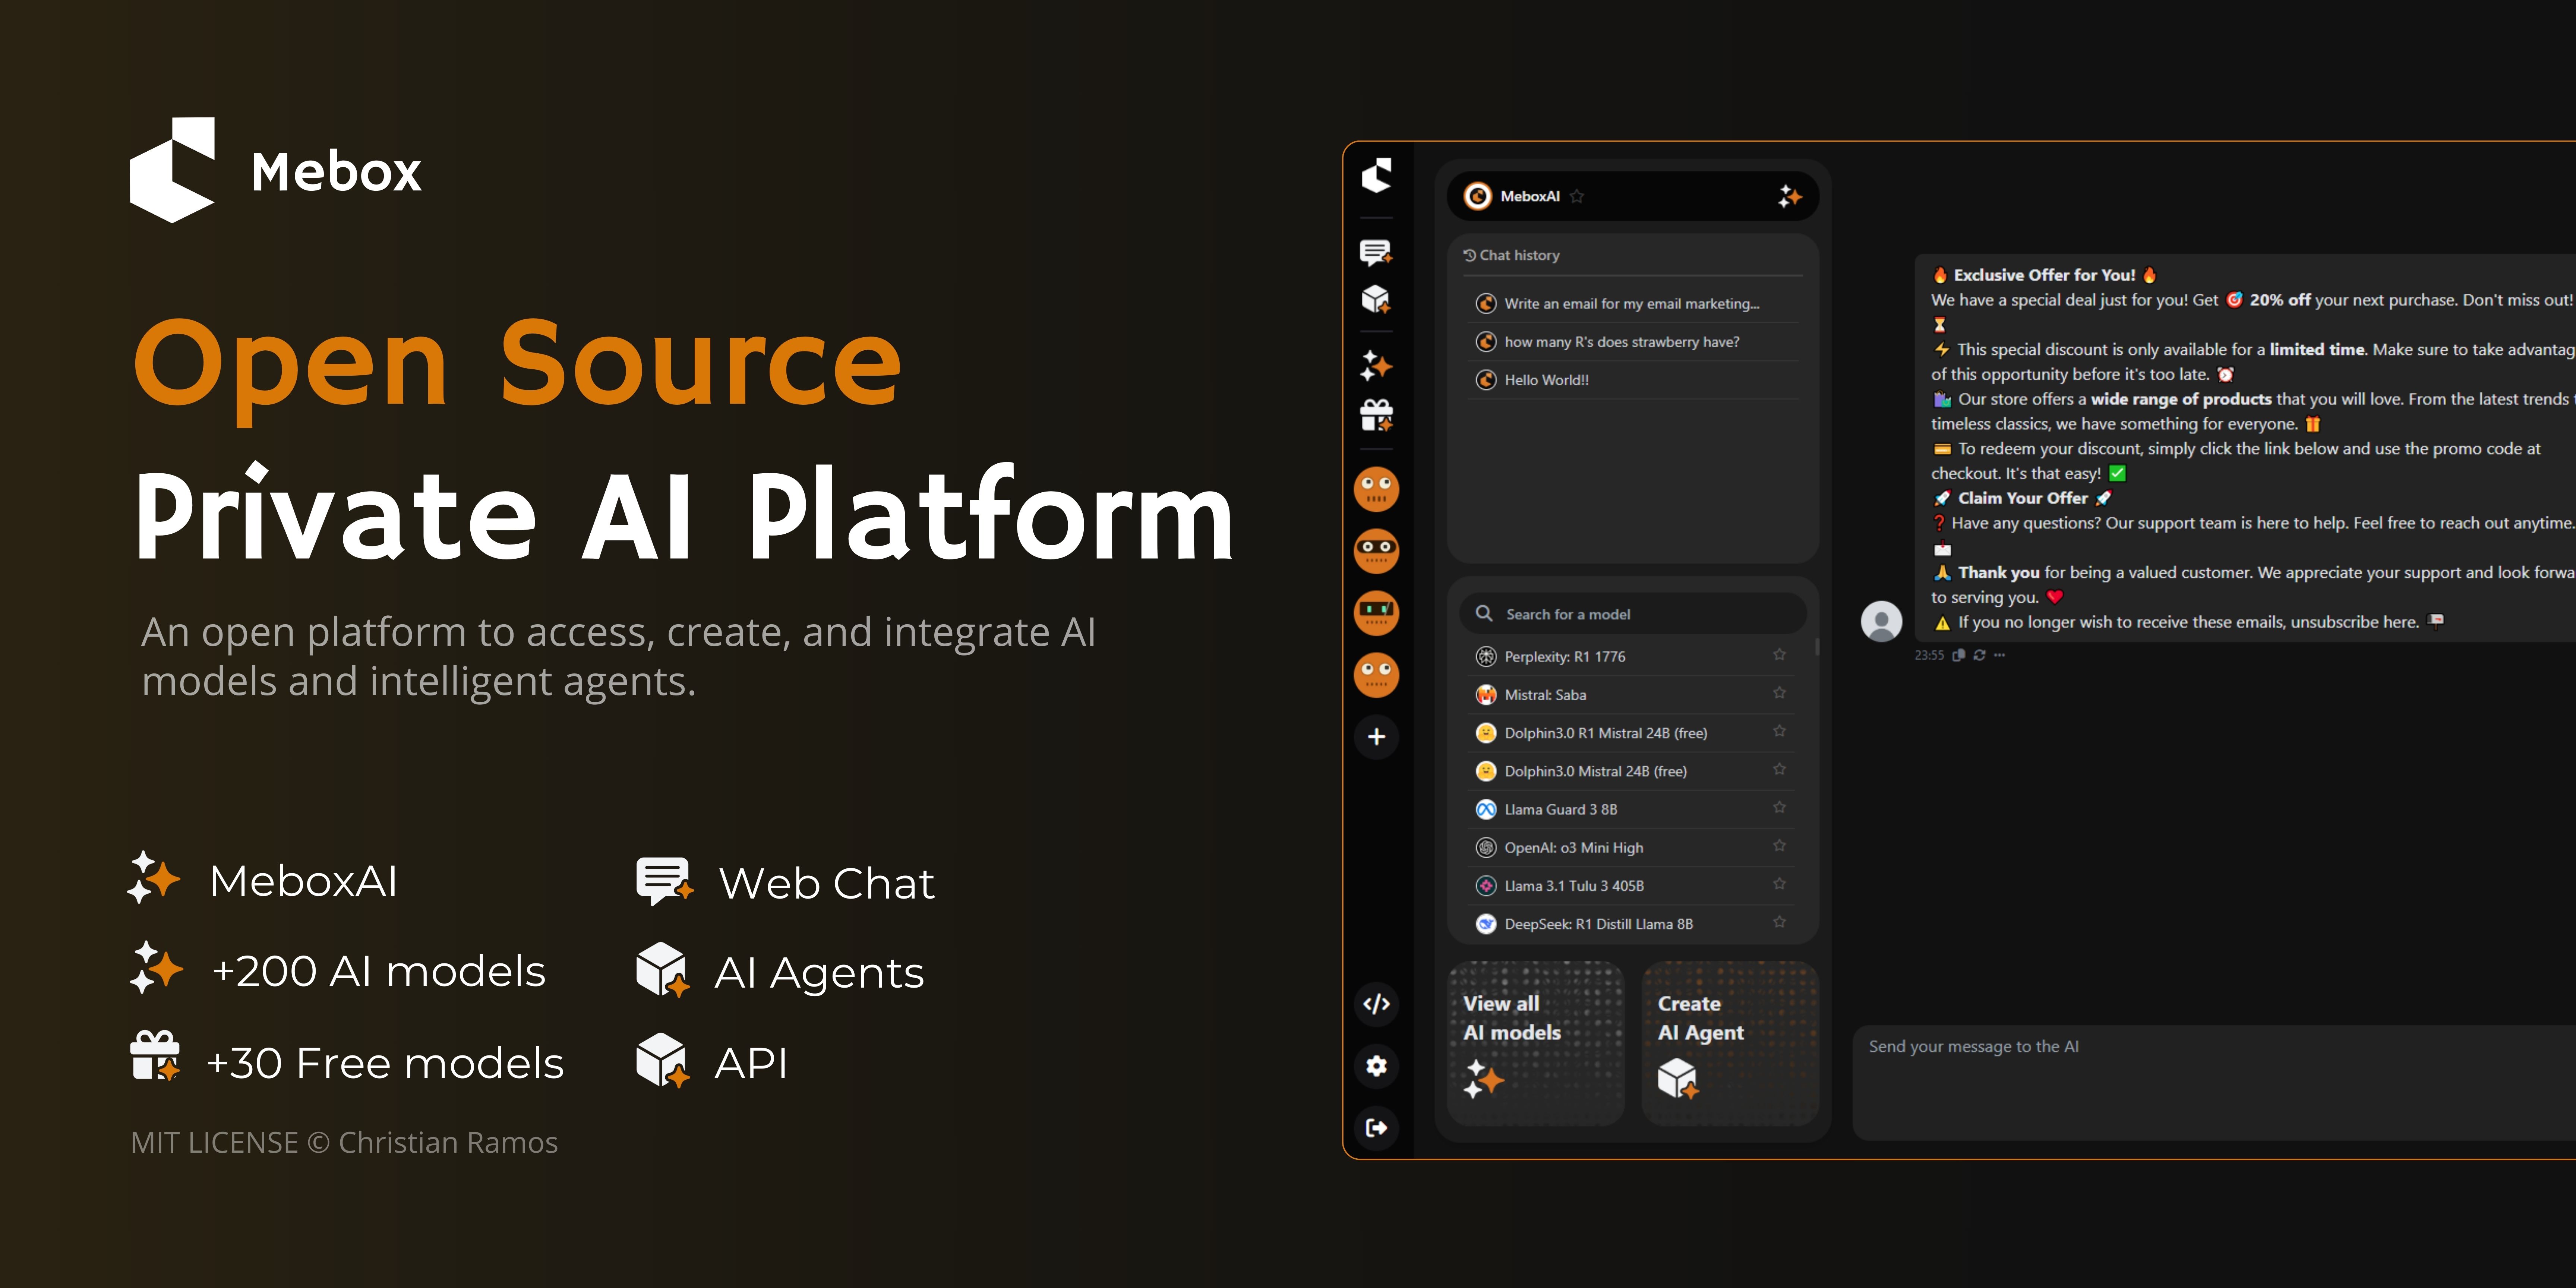 Mebox
Open Source
Private AI Platform
An open platform to access, create, and integrate AI
models and intelligent agents.
MeboxAI
Web Chat
+200 AI models
AI Agents
+30 Free models
API
MIT LICENSE © Christian Ramos
MeboxAI
Chat history
Write an email for my email marketing...
how many R's does strawberry have?
Hello World!!
Search for a model
Perplexity: R1 1776
Mistral: Saba
Dolphin3.0 R1 Mistral 24B (free)
Dolphin3.0 Mistral 24B (free)
Llama Guard 3 8B
OpenAI: o3 Mini High
Llama 3.1 Tulu 3 405B
DeepSeek: R1 Distill Llama 8B
View all
AI models
Create
AI Agent
🔥 Exclusive Offer for You! 🔥
We have a special deal just for you! Get 🎯 20% off your next purchase. Don't miss out!
⏳
⚡ This special discount is only available for a limited time. Make sure to take advantag
of this opportunity before it's too late. ⏰
🛍️ Our store offers a wide range of products that you will love. From the latest trends
timeless classics, we have something for everyone. 🎁
💳 To redeem your discount, simply click the link below and use the promo code at
checkout. It's that easy! ✅
🚀 Claim Your Offer 🚀
❓ Have any questions? Our support team is here to help. Feel free to reach out anytime.
📩
🙏 Thank you for being a valued customer. We appreciate your support and look forwa
to serving you. ❤️
⚠️ If you no longer wish to receive these emails, unsubscribe here. 📭
23:55
Send your message to the AI